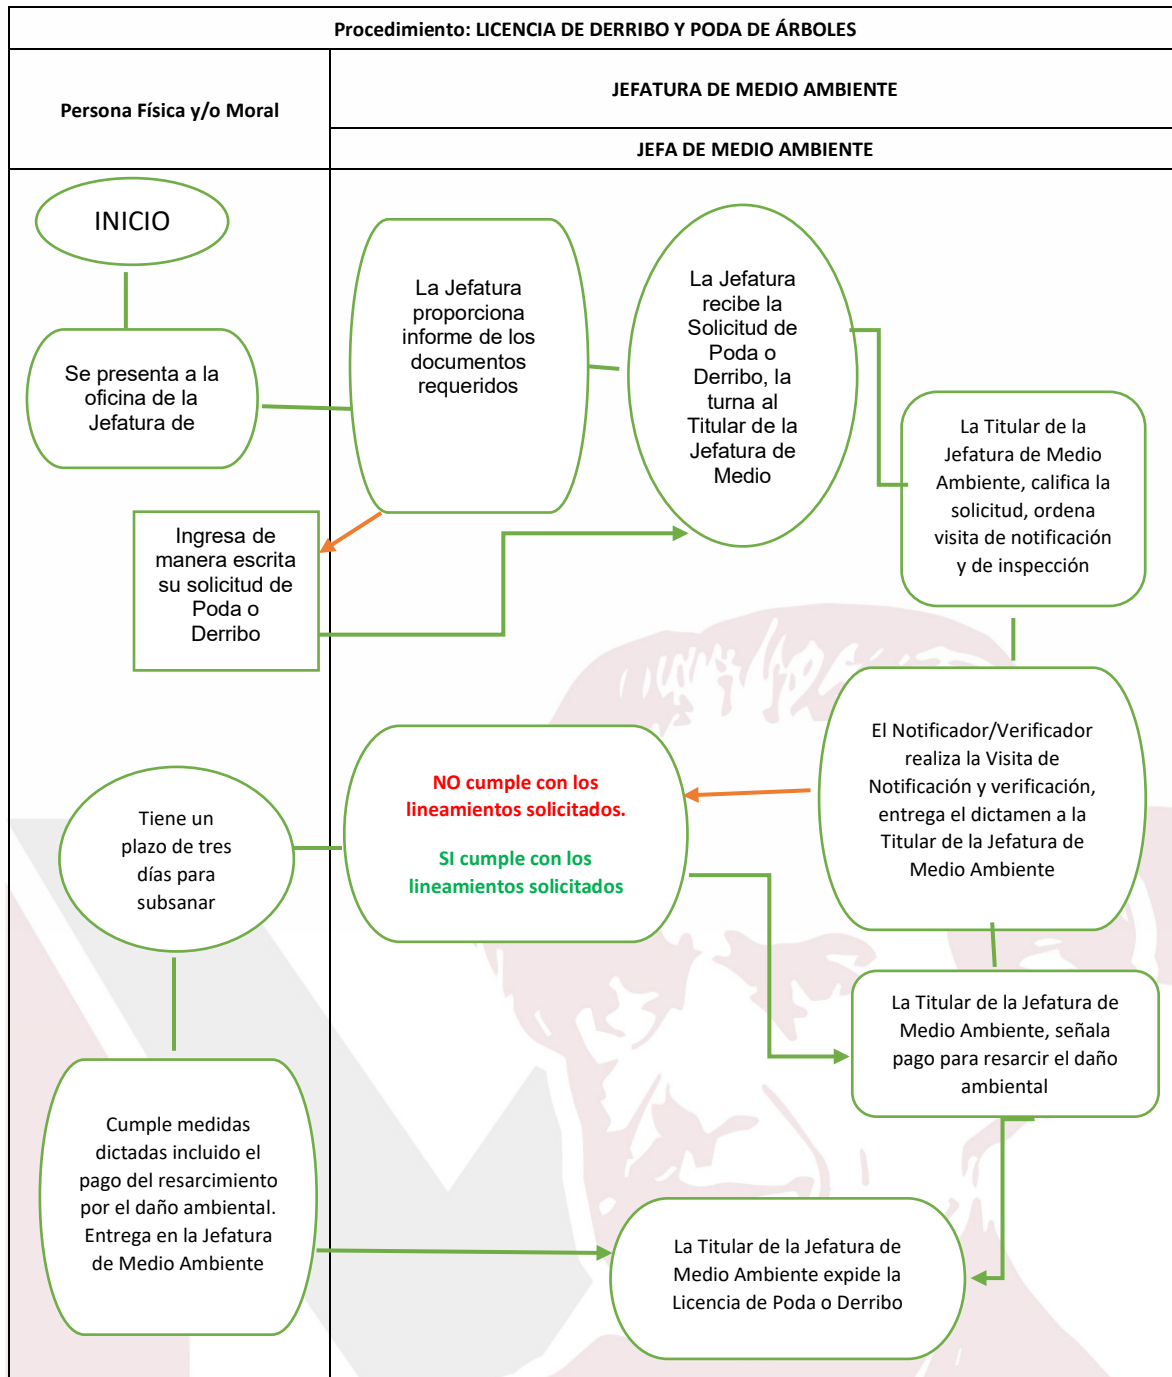 Procedimiento: LICENCIA DE DERRIBO Y PODA DE ÁRBOLES
Persona Física y/o Moral
JEFATURA DE MEDIO AMBIENTE
JEFA DE MEDIO AMBIENTE
INICIO
Se presenta a la
oficina de la
Jefatura de
La Jefatura
proporciona
informe de los
documentos
requeridos
La Jefatura
recibe la
Solicitud de
Poda o
Derribo, la
turna al
Titular de la
Jefatura de
Medio
La Titular de la
Jefatura de Medio
Ambiente, califica la
solicitud, ordena
visita de notificación
y de inspección
Ingresa de
manera escrita
su solicitud de
Poda o
Derribo
El Notificador/Verificador
realiza la Visita de
Notificación y verificación,
entrega el dictamen a la
Titular de la Jefatura de
Medio Ambiente
NO cumple con los
lineamientos solicitados.
SI cumple con los
lineamientos solicitados
Tiene un
plazo de tres
días para
subsanar
La Titular de la Jefatura de
Medio Ambiente, señala
pago para resarcir el daño
ambiental
Cumple medidas
dictadas incluido el
pago del resarcimiento
por el daño ambiental.
Entrega en la Jefatura
de Medio Ambiente
La Titular de la Jefatura de
Medio Ambiente expide la
Licencia de Poda o Derribo